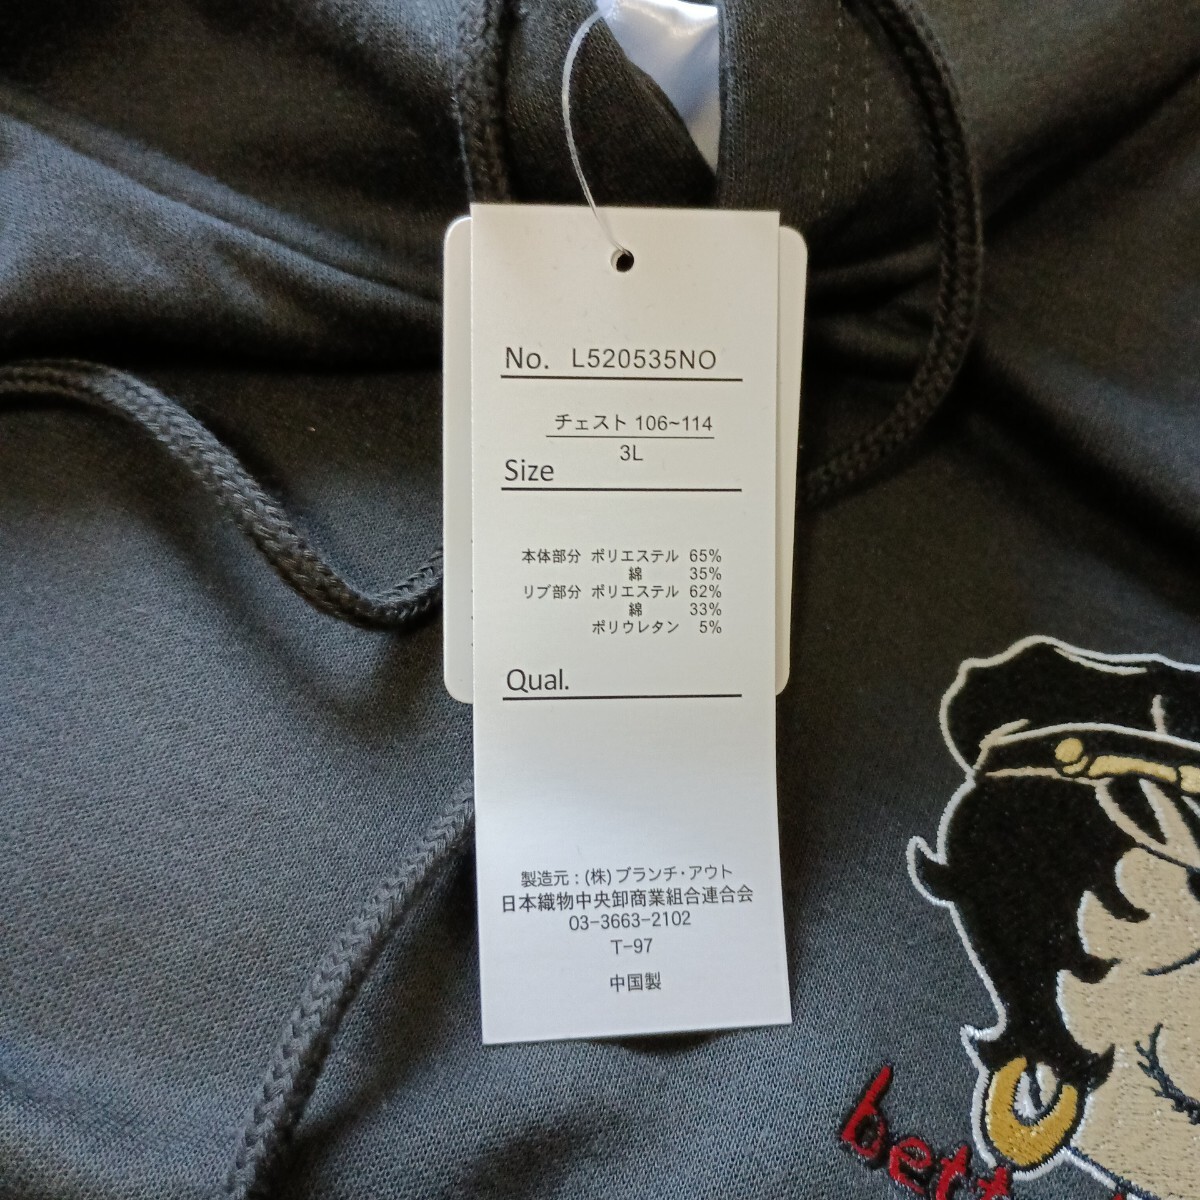 No. L520535NO
チェスト 106~114
3L
Size
本体部分 ポリエステル 65%
綿 35%
リブ部分 ポリエステル 62%
綿 33%
ポリウレタン 5%
Qual.
製造元:(株)ブランチ・アウト
日本織物中央卸商業組合連合会
03-3663-2102
T-97
中国製
bett